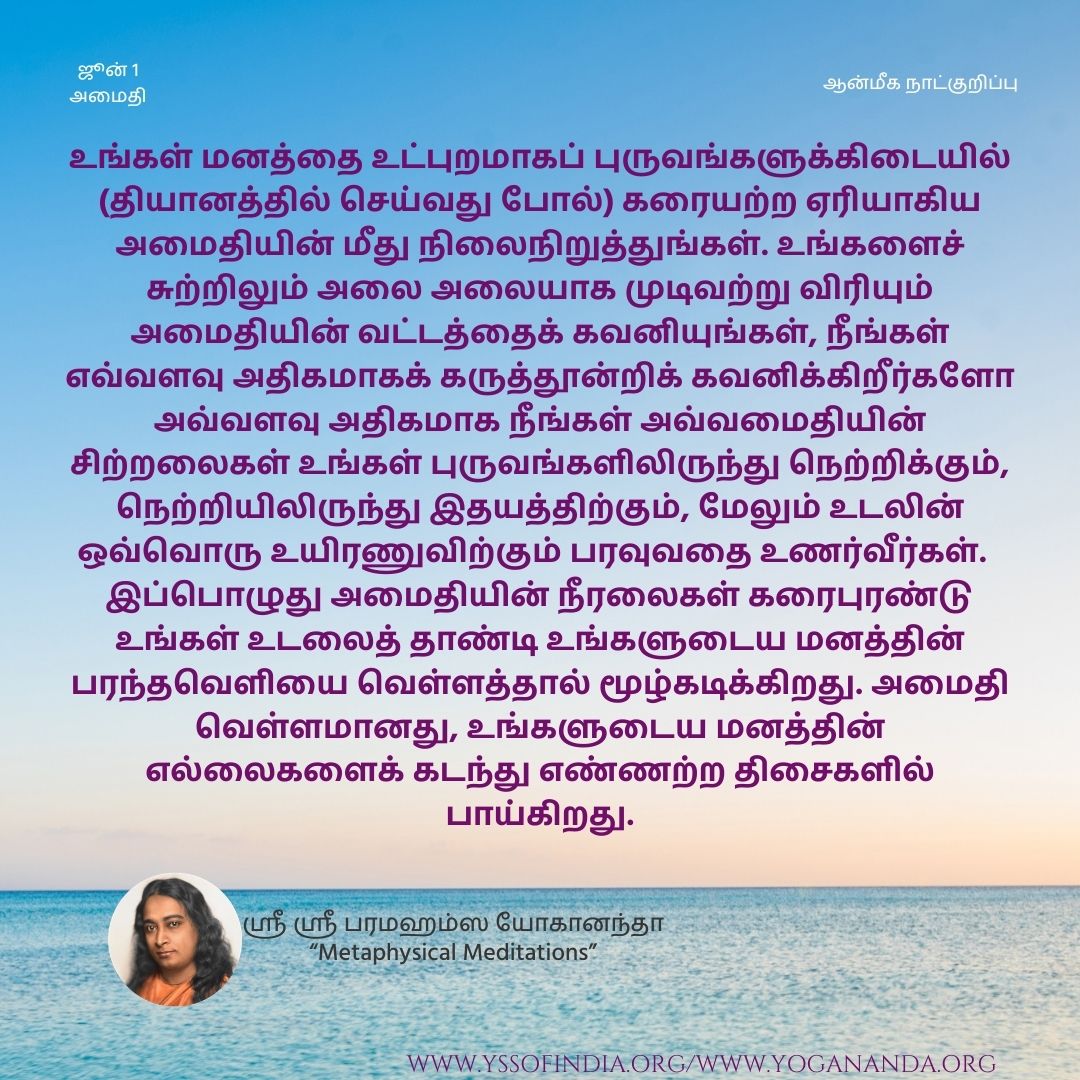 ஜூன் 1
அமைதி
ஆன்மீக நாட்குறிப்பு
உங்கள் மனத்தை உட்புறமாகப் புருவங்களுக்கிடையில்
(தியானத்தில் செய்வது போல்) கரையற்ற ஏரியாகிய
அமைதியின் மீது நிலைநிறுத்துங்கள். உங்களைச்
சுற்றிலும் அலை அலையாக முடிவற்று விரியும்
அமைதியின் வட்டத்தைக் கவனியுங்கள், நீங்கள்
எவ்வளவு அதிகமாகக் கருத்தூன்றிக் கவனிக்கிறீர்களோ
அவ்வளவு அதிகமாக நீங்கள் அவ்வமைதியின்
சிற்றலைகள் உங்கள் புருவங்களிலிருந்து நெற்றிக்கும்,
நெற்றியிலிருந்து இதயத்திற்கும், மேலும் உடலின்
ஒவ்வொரு உயிரணுவிற்கும் பரவுவதை உணர்வீர்கள்.
இப்பொழுது அமைதியின் நீரலைகள் கரைபுரண்டு
உங்கள் உடலைத் தாண்டி உங்களுடைய மனத்தின்
பரந்தவெளியை வெள்ளத்தால் மூழ்கடிக்கிறது. அமைதி
வெள்ளமானது, உங்களுடைய மனத்தின்
எல்லைகளைக் கடந்து எண்ணற்ற திசைகளில்
பாய்கிறது.
ஸ்ரீ ஸ்ரீ பரமஹம்ஸ யோகானந்தா
“Metaphysical Meditations”
WWW.YSSOFINDIA.ORG/WWW.YOGANANDA.ORG